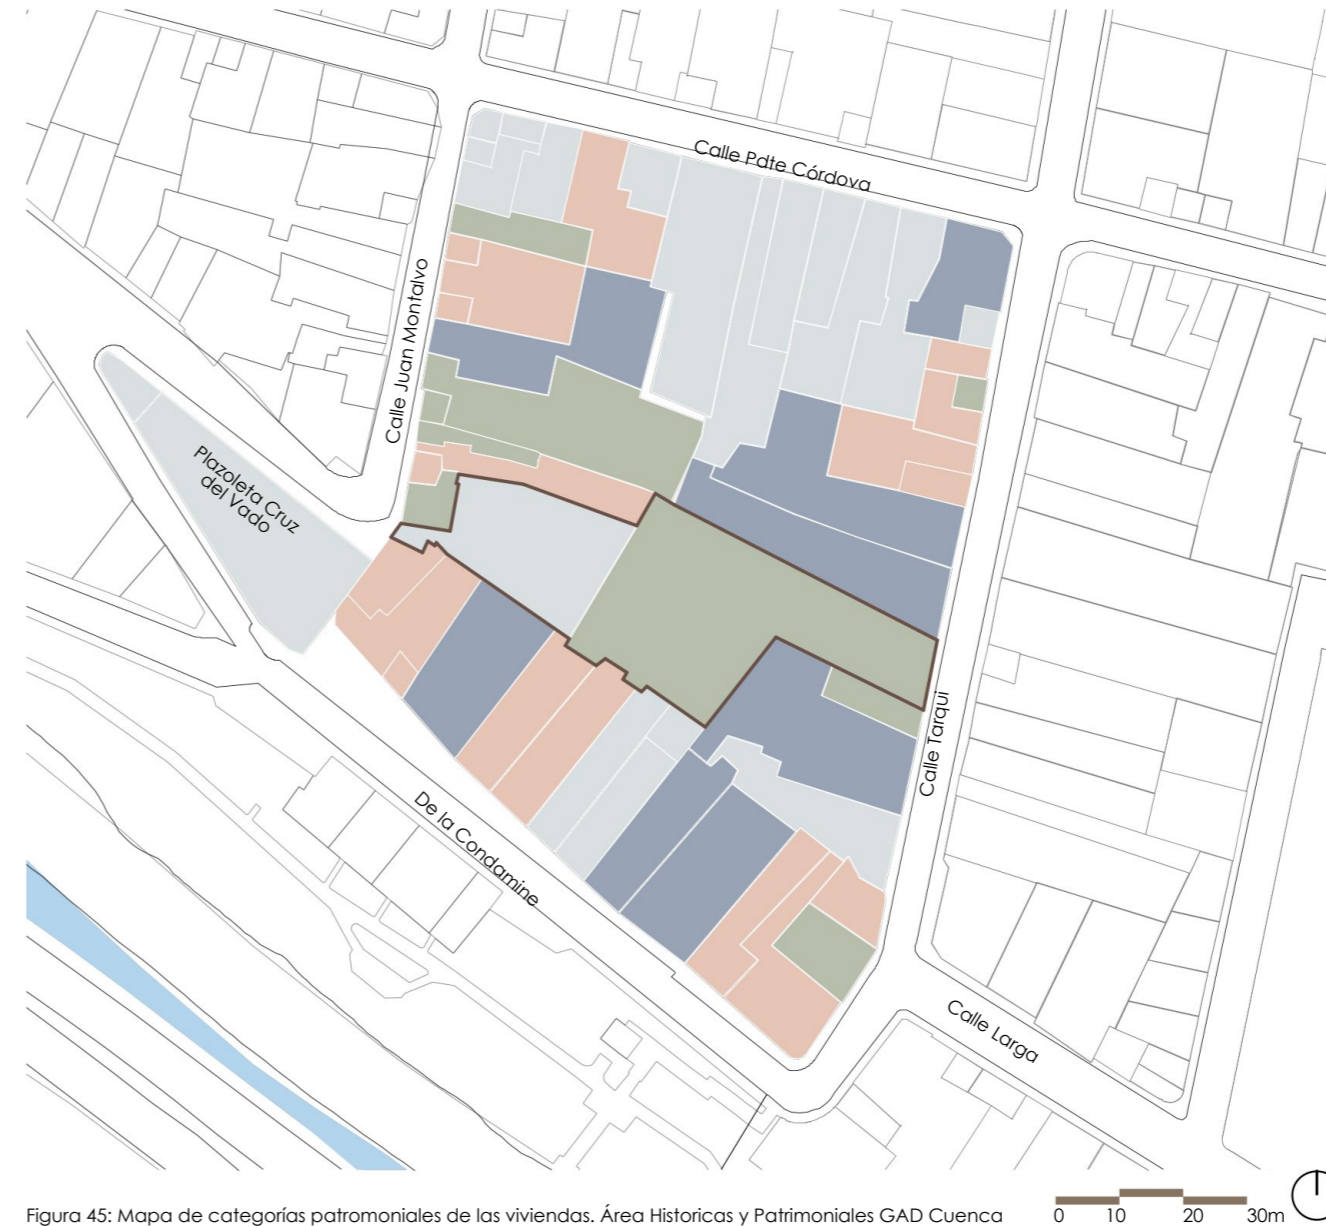 Calle Pdte Córdova
Calle Juan Montalvo
Plazoleta Cruz
del Vado
Calle Tarqui
De la Condamine
Calle Larga
Figura 45: Mapa de categorías patromoniales de las viviendas. Área Historicas y Patrimoniales GAD Cuenca
0 10 20 30m